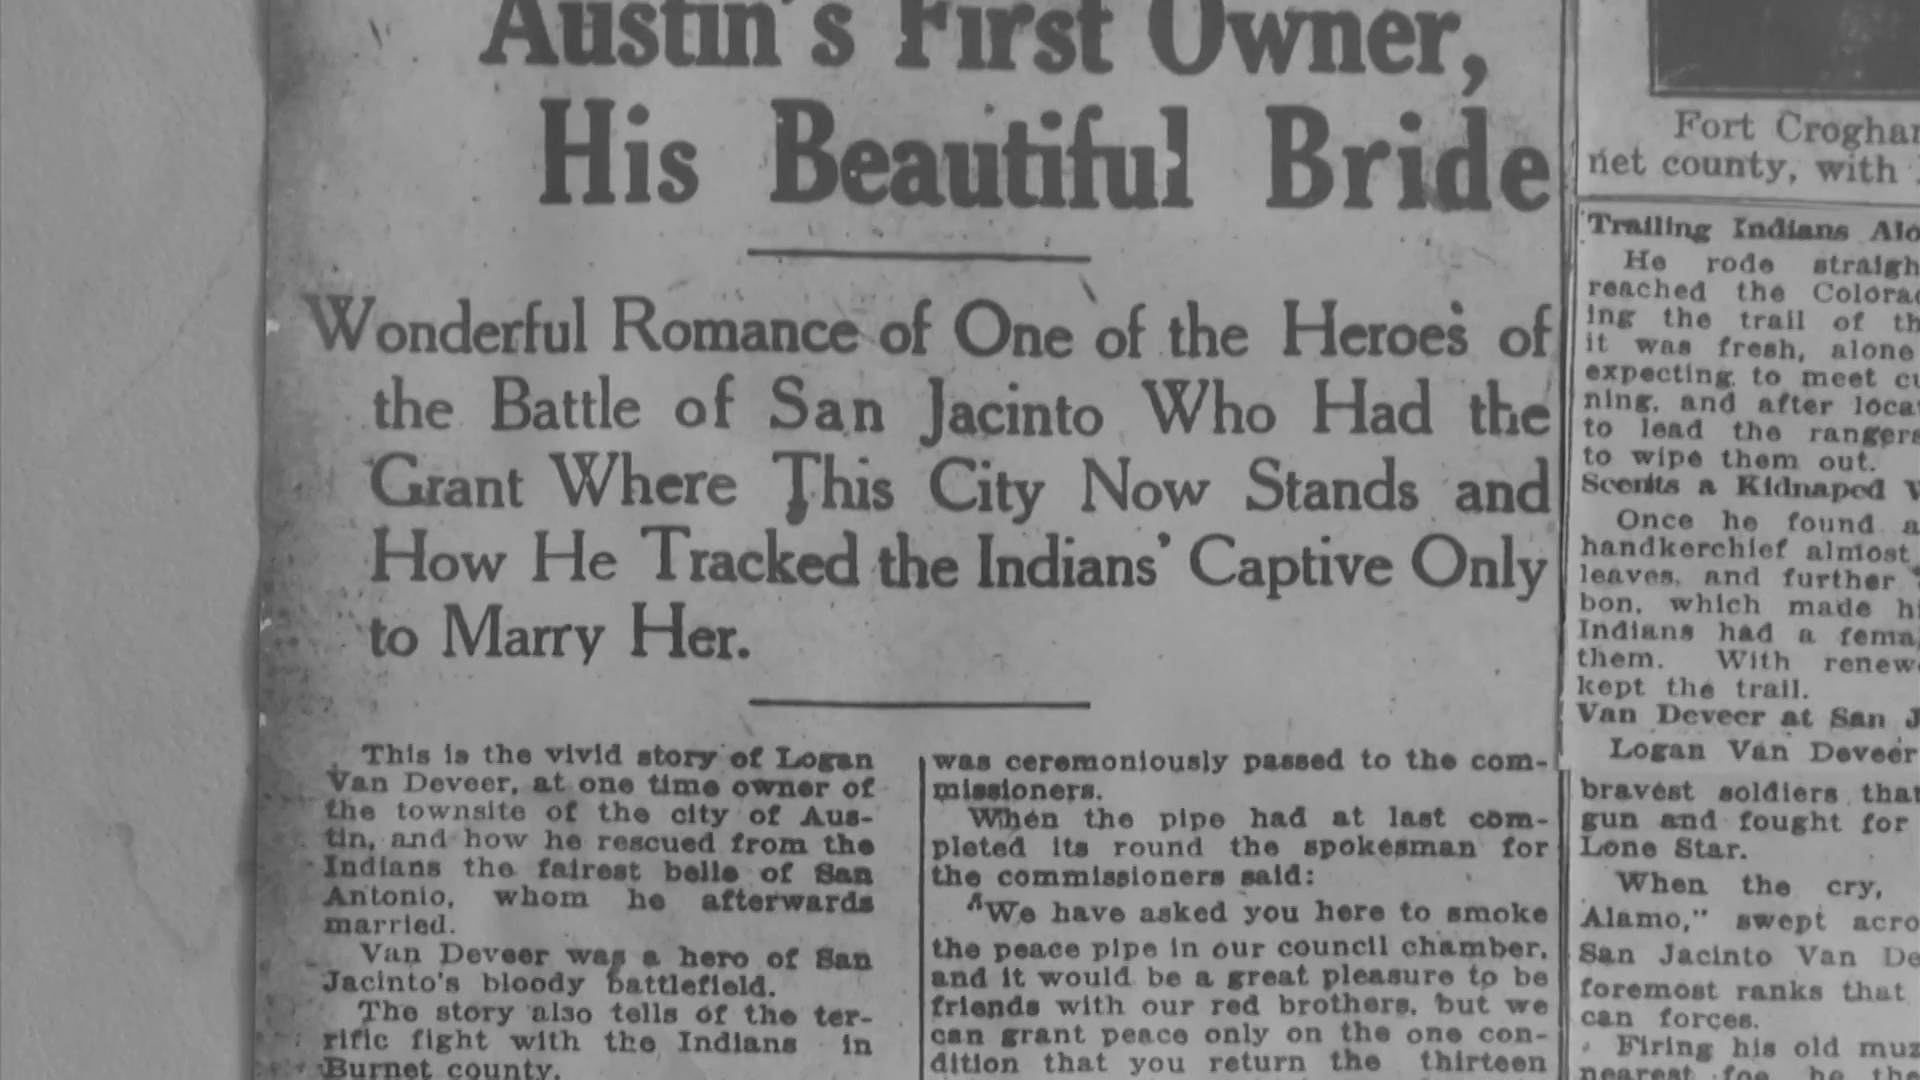 Austin's First Owner,
His Beautiful Bride
Wonderful Romance of One of the Heroes of
the Battle of San Jacinto Who Had the
Grant Where This City Now Stands and
How He Tracked the Indians' Captive Only
to Marry Her.
This is the vivid story of Logan
Van Deveer, at one time owner of
the townsite of the city of Aus-
tin, and how he rescued from the
Indians the fairest belle of San
Antonio, whom he afterwards
married.
Van Deveer was a hero of San
Jacinto's bloody battlefield.
The story also tells of the ter-
rific fight with the Indians in
Burnet county.
was ceremoniously passed to the com-
missioners.
When the pipe had at last com-
pleted its round the spokesman for
the commissioners said:
"We have asked you here to smoke
the peace pipe in our council chamber,
and it would be a great pleasure to be
friends with our red brothers, but we
can grant peace only on the one con-
dition that you return the thirteen
Fort Croghan
net county, with
Trailing Indians Alo
He rode straigh
reached the Colorad
ing the trail of th
it was fresh, alone
expecting to meet cu
ning, and after locat
to lead the rangers
to wipe them out.
Scents a Kidnaped
Once he found a
handkerchief almost
leaves, and further
bon, which made hi
Indians had a fema
them. With renew
kept the trail.
Van Deveer at San J
Logan Van Deveer
bravest soldiers that
gun and fought for
Lone Star.
When the cry,
Alamo," swept acro
San Jacinto Van De
foremost ranks that
can forces.
Firing his old muz
nearest foe, he the